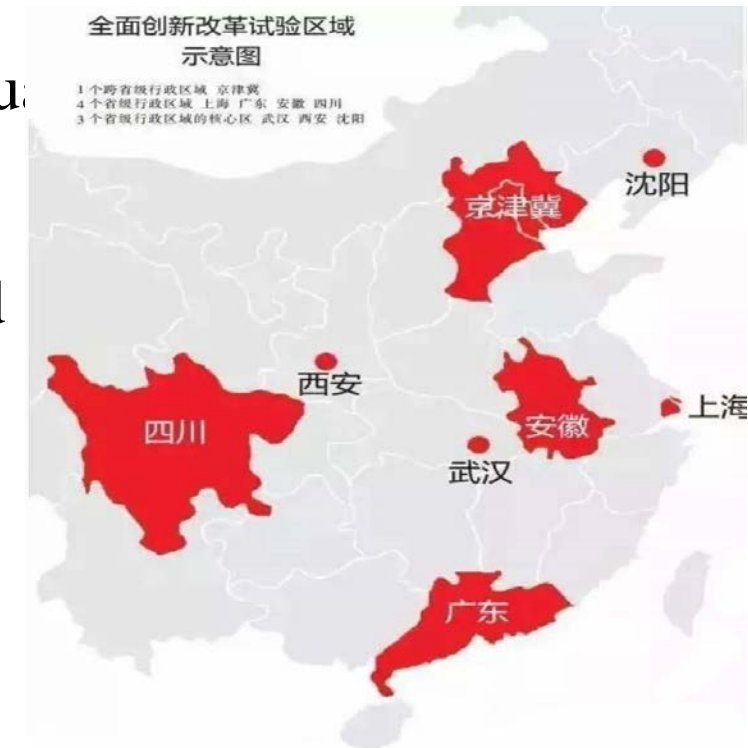 全面创新改革试验区域
示意图
1个跨省级行政区域 京津冀
4个省级行政区域 上海 广东 安徽 四川
3个省级行政区域的核心区 武汉 西安 沈阳
沈阳
京津冀
西安
上海
四川
安徽
武汉
广东